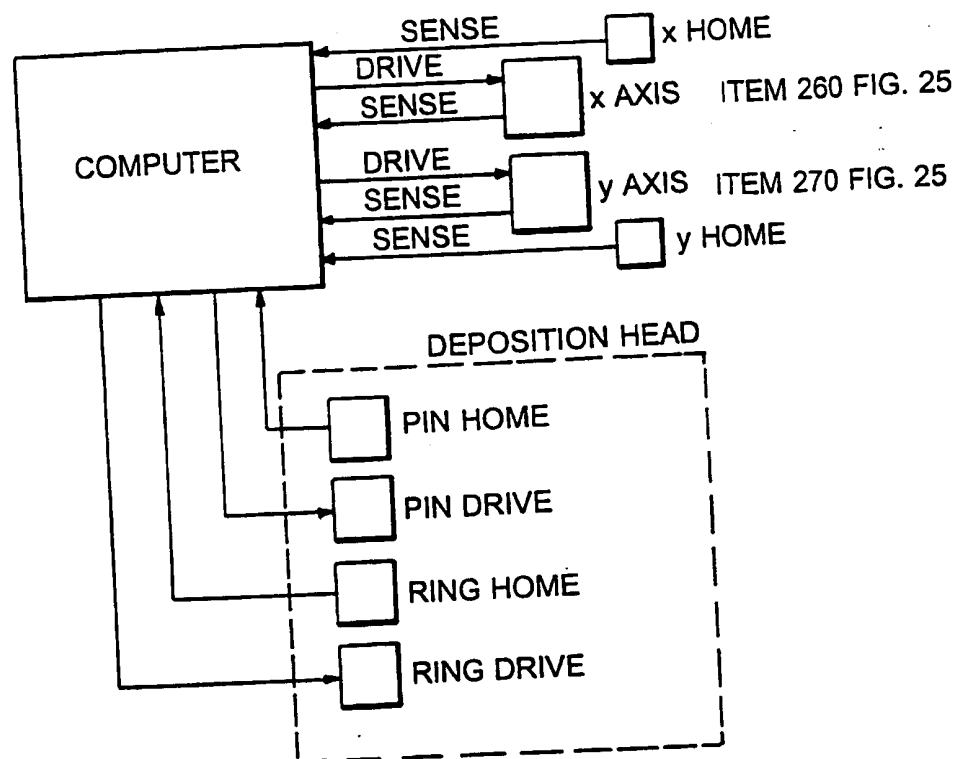 SENSE
x HOME
DRIVE
x AXIS ITEM 260 FIG. 25
SENSE
COMPUTER
DRIVE
y AXIS ITEM 270 FIG. 25
SENSE
SENSE
y HOME
DEPOSITION HEAD
PIN HOME
PIN DRIVE
RING HOME
RING DRIVE